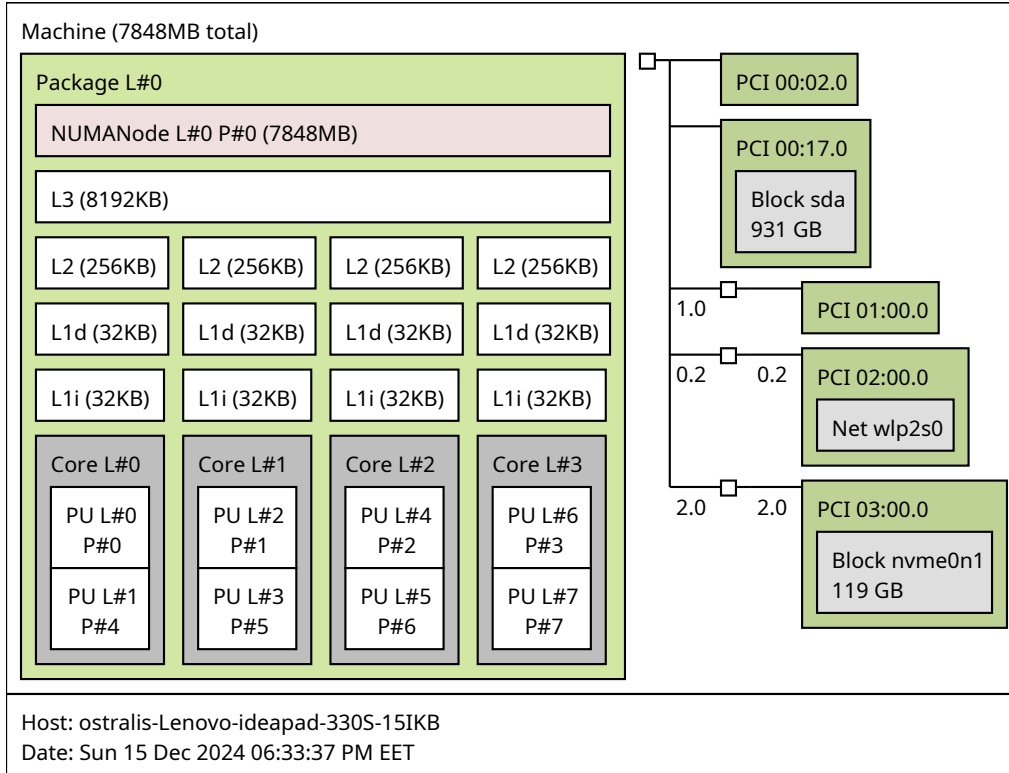 Machine (7848MB total)
Package L#0
NUMANode L#0 P#0 (7848MB)
L3 (8192KB)
L2 (256KB) L2 (256KB) L2 (256KB) L2 (256KB)
L1d (32KB) L1d (32KB) L1d (32KB) L1d (32KB)
L1i (32KB) L1i (32KB) L1i (32KB) L1i (32KB)
Core L#0 Core L#1 Core L#2 Core L#3
PU L#0 PU L#2 PU L#4 PU L#6
P#0 P#1 P#2 P#3
PU L#1 PU L#3 PU L#5 PU L#7
P#4 P#5 P#6 P#7
PCI 00:02.0
PCI 00:17.0
Block sda
931 GB
1.0
PCI 01:00.0
0.2 0.2
PCI 02:00.0
Net wlp2s0
2.0 2.0
PCI 03:00.0
Block nvme0n1
119 GB
Host: ostralis-Lenovo-ideapad-330S-15IKB
Date: Sun 15 Dec 2024 06:33:37 PM EET